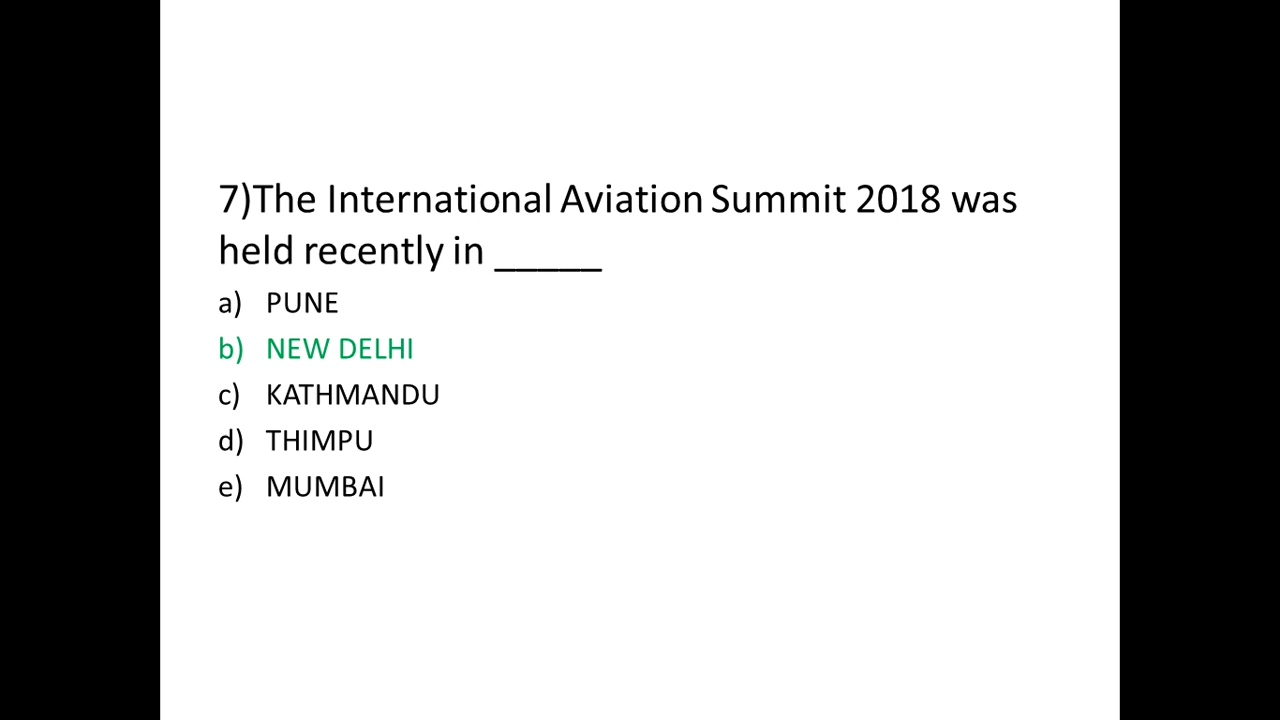 7)The International Aviation Summit 2018 was
held recently in _____
a) PUNE
b) NEW DELHI
c) KATHMANDU
d) THIMPU
e) MUMBAI